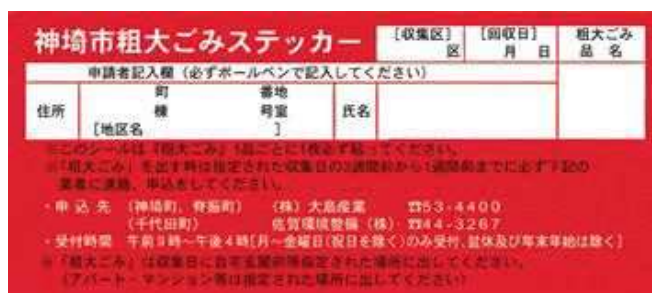 神埼市粗大ごみステッカー
[収集区] 区
[回収日] 月 日
粗大ごみ 品名
申請者記入欄（必ずボールペンで記入してください）
住所 町 番地
棟 号室
[地区名 ]
氏名
※このシールは『粗大ごみ』1品ごとに1枚必ず貼ってください。
※『粗大ごみ』を出す時は指定された収集日の2週間前から1週間前までに必ず下記の
業者に連絡、申込をしてください。
・申込先 (神埼町、脊振町) (株)大島産業 ☎53-4400
(千代田町) 佐賀環境整備(株) ☎44-3267
・受付時間 午前9時~午後4時[月~金曜日(祝日を除く)のみ受付、盆休及び年末年始は除く]
※『粗大ごみ』は収集日に自宅玄関前等指定された場所に出してください。
(アパート・マンション等は指定された場所に出してください)